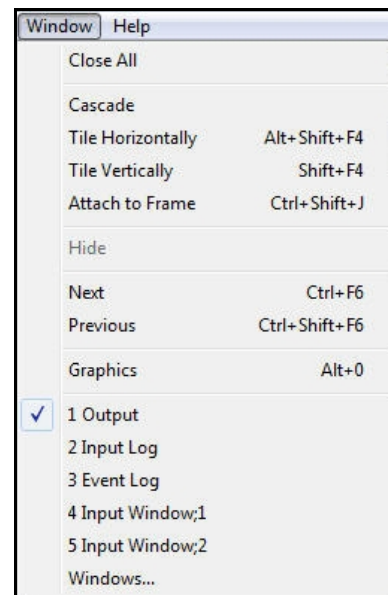 Window Help
Close All
Cascade
Tile Horizontally Alt+Shift+F4
Tile Vertically Shift+F4
Attach to Frame Ctrl+Shift+J
Hide
Next Ctrl+F6
Previous Ctrl+Shift+F6
Graphics Alt+0
1 Output
2 Input Log
3 Event Log
4 Input Window;1
5 Input Window;2
Windows...